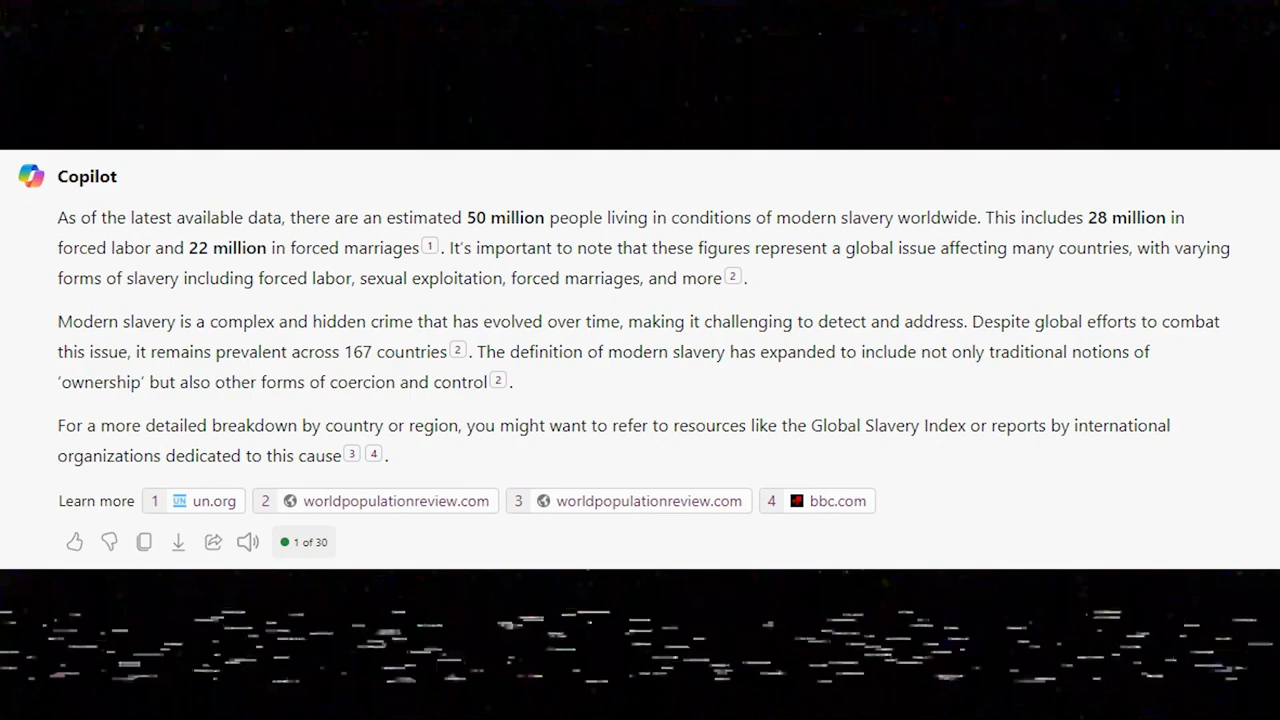 Copilot
As of the latest available data, there are an estimated 50 million people living in conditions of modern slavery worldwide. This includes 28 million in
forced labor and 22 million in forced marriages 1 . It's important to note that these figures represent a global issue affecting many countries, with varying
forms of slavery including forced labor, sexual exploitation, forced marriages, and more 2 .
Modern slavery is a complex and hidden crime that has evolved over time, making it challenging to detect and address. Despite global efforts to combat
this issue, it remains prevalent across 167 countries 2 . The definition of modern slavery has expanded to include not only traditional notions of
‘ownership’ but also other forms of coercion and control 2 .
For a more detailed breakdown by country or region, you might want to refer to resources like the Global Slavery Index or reports by international
organizations dedicated to this cause 3 4 .
Learn more 1 UN un.org 2 worldpopulationreview.com 3 worldpopulationreview.com 4 bbc.com
1 of 30